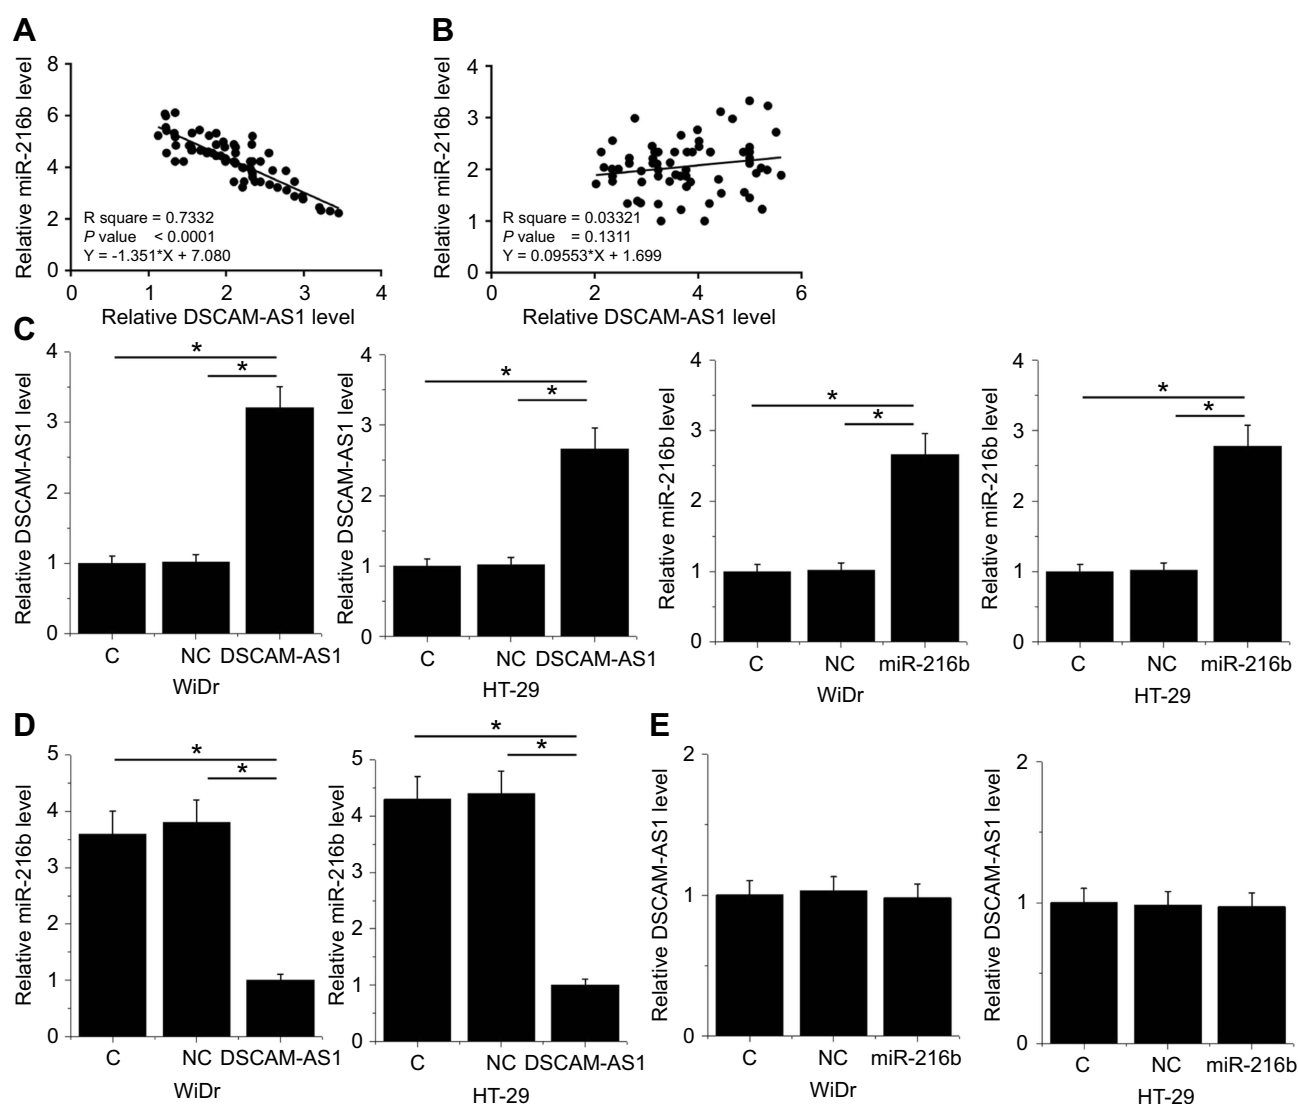 A
Relative miR-216b level
8
6
4
2
0
R square = 0.7332
P value < 0.0001
Y = -1.351*X + 7.080
0 1 2 3 4
Relative DSCAM-AS1 level
B
Relative miR-216b level
4
3
2
1
0
R square = 0.03321
P value = 0.1311
Y = 0.09553*X + 1.699
0 2 4 6
Relative DSCAM-AS1 level
C
Relative DSCAM-AS1 level
4
3
2
1
0
*
*
C NC DSCAM-AS1
WiDr
Relative DSCAM-AS1 level
4
3
2
1
0
*
*
C NC DSCAM-AS1
HT-29
Relative miR-216b level
4
3
2
1
0
*
*
C NC miR-216b
WiDr
Relative miR-216b level
4
3
2
1
0
*
*
C NC miR-216b
HT-29
D
Relative miR-216b level
5
4
3
2
1
0
*
*
C NC DSCAM-AS1
WiDr
Relative miR-216b level
5
4
3
2
1
0
*
*
C NC DSCAM-AS1
HT-29
E
Relative DSCAM-AS1 level
2
1
0
C NC miR-216b
WiDr
Relative DSCAM-AS1 level
2
1
0
C NC miR-216b
HT-29